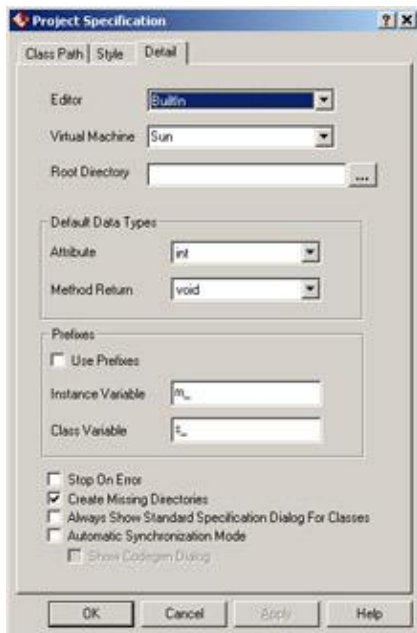 Project Specification
Class Path Style Detail
Editor BuiltIn
Virtual Machine Sun
Root Directory ...
Default Data Types
Attribute int
Method Return void
Prefixes
Use Prefixes
Instance Variable m_
Class Variable s_
Stop On Error
Create Missing Directories
Always Show Standard Specification Dialog For Classes
Automatic Synchronization Mode
Show Codegen Dialog
OK Cancel Apply Help